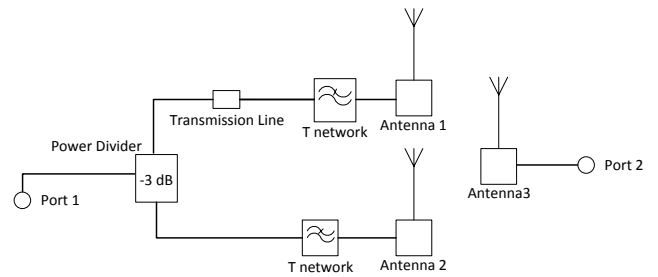 Transmission Line
T network
Antenna 1
Power Divider
-3 dB
Port 1
Antenna3
Port 2
T network
Antenna 2